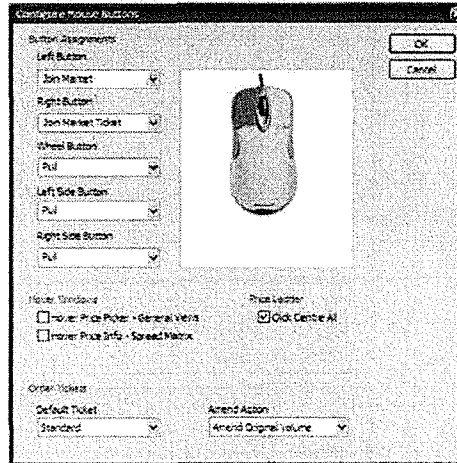 Configure Mouse Buttons
Button Assignments
Left Button
Join Market
Right Button
Join Market Ticket
Wheel Button
Pull
Left Side Button
Pull
Right Side Button
Pull
OK
Cancel
Hover Windows
Hover Price Picker - General Views
Hover Price Info - Spread Matrix
Price Ladder
Click Centre All
Order Tickets
Default Ticket
Standard
Amend Action
Amend Original Volume